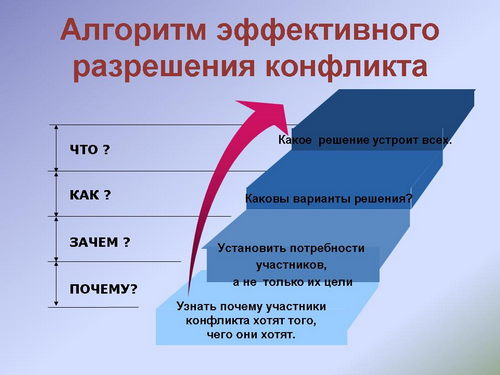 Алгоритм эффективного
разрешения конфликта
ЧТО ?
Какое решение устроит всех.
КАК ?
Каковы варианты решения?
ЗАЧЕМ ?
Установить потребности
участников,
а не только их цели
ПОЧЕМУ?
Узнать почему участники
конфликта хотят того,
чего они хотят.